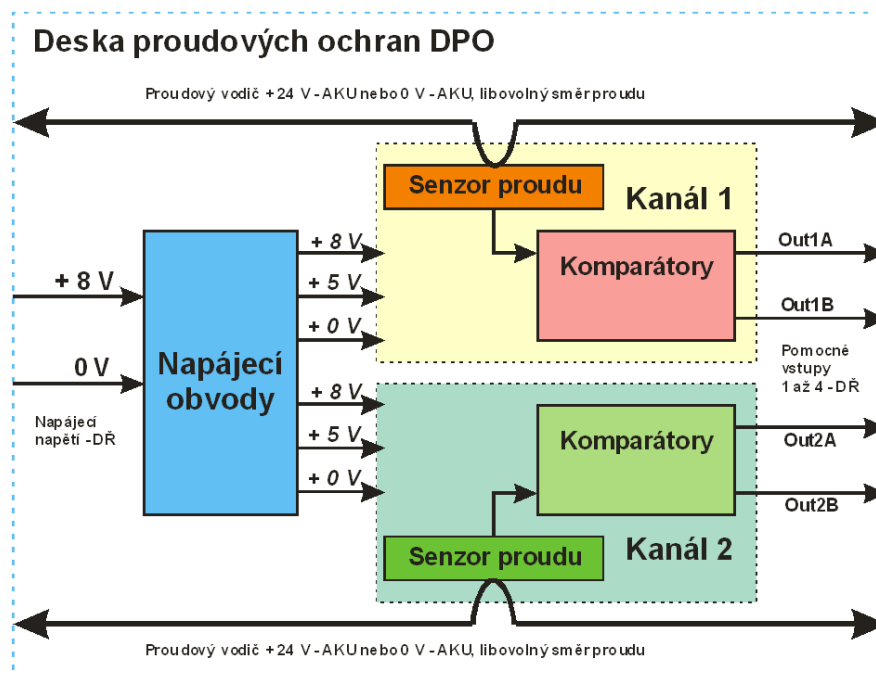 Deska proudových ochran DPO
Proudový vodič +24 V - AKU nebo 0 V - AKU, libovolný směr proudu
Senzor proudu
Kanál 1
Komparátory
Out1A
Out1B
+ 8 V
0 V
Napájecí
napětí - DŘ
Napájecí
obvody
+ 8 V
+ 5 V
+ 0 V
+ 8 V
+ 5 V
+ 0 V
Pomocné
vstupy
1 až 4 - DŘ
Komparátory
Out2A
Out2B
Senzor proudu
Kanál 2
Proudový vodič +24 V - AKU nebo 0 V - AKU, libovolný směr proudu